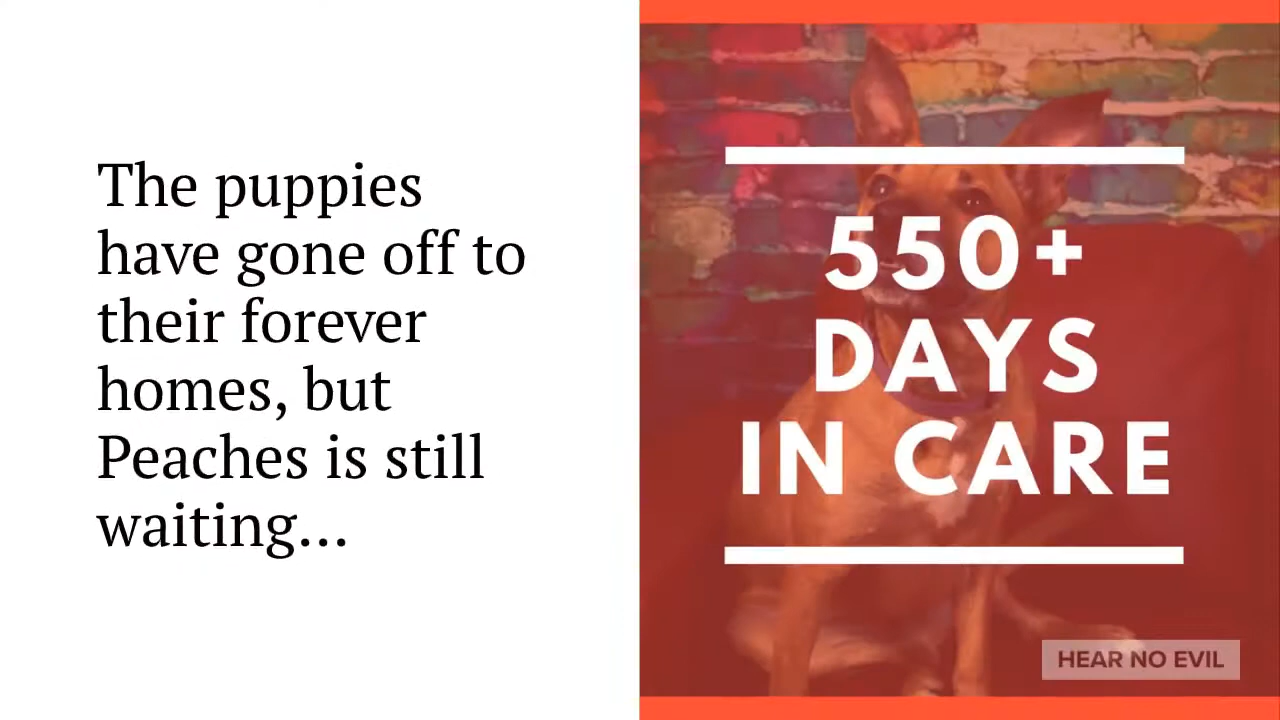 The puppies
have gone off to
their forever
homes, but
Peaches is still
waiting...
550+
DAYS
IN CARE
HEAR NO EVIL